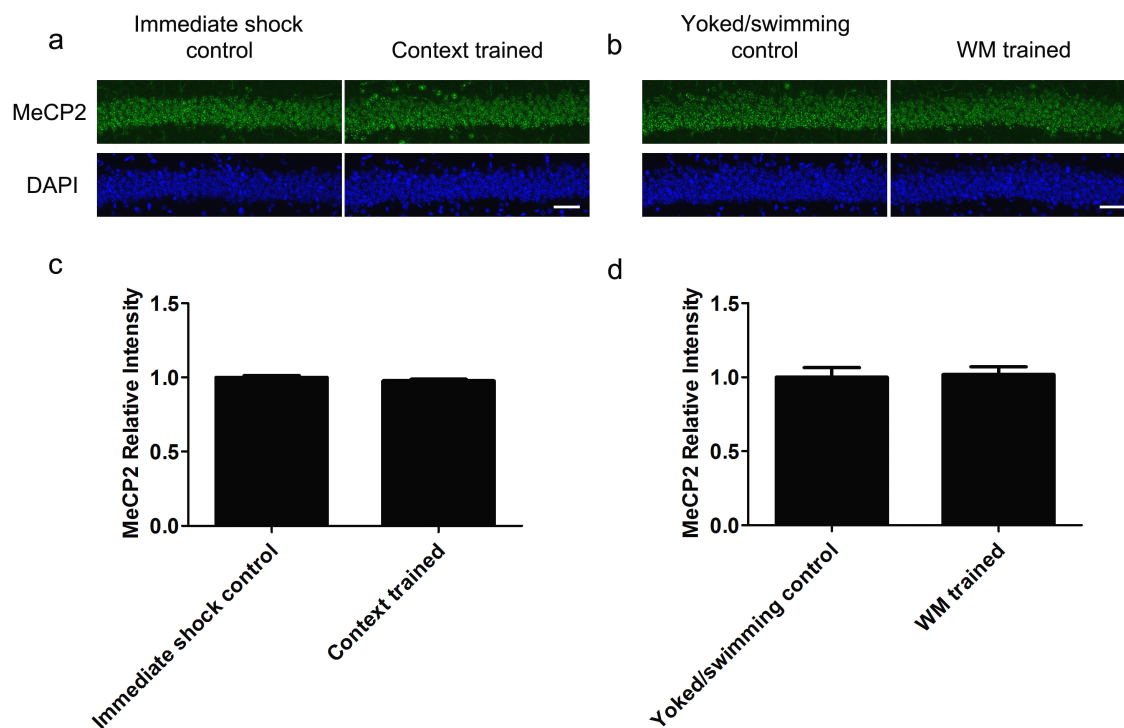 a
Immediate shock
control
Context trained
b
Yoked/swimming
control
WM trained
MeCP2
DAPI
c
MeCP2 Relative Intensity
1.5
1.0
0.5
0.0
Immediate shock control
Context trained
d
MeCP2 Relative Intensity
1.5
1.0
0.5
0.0
Yoked/swimming control
WM trained